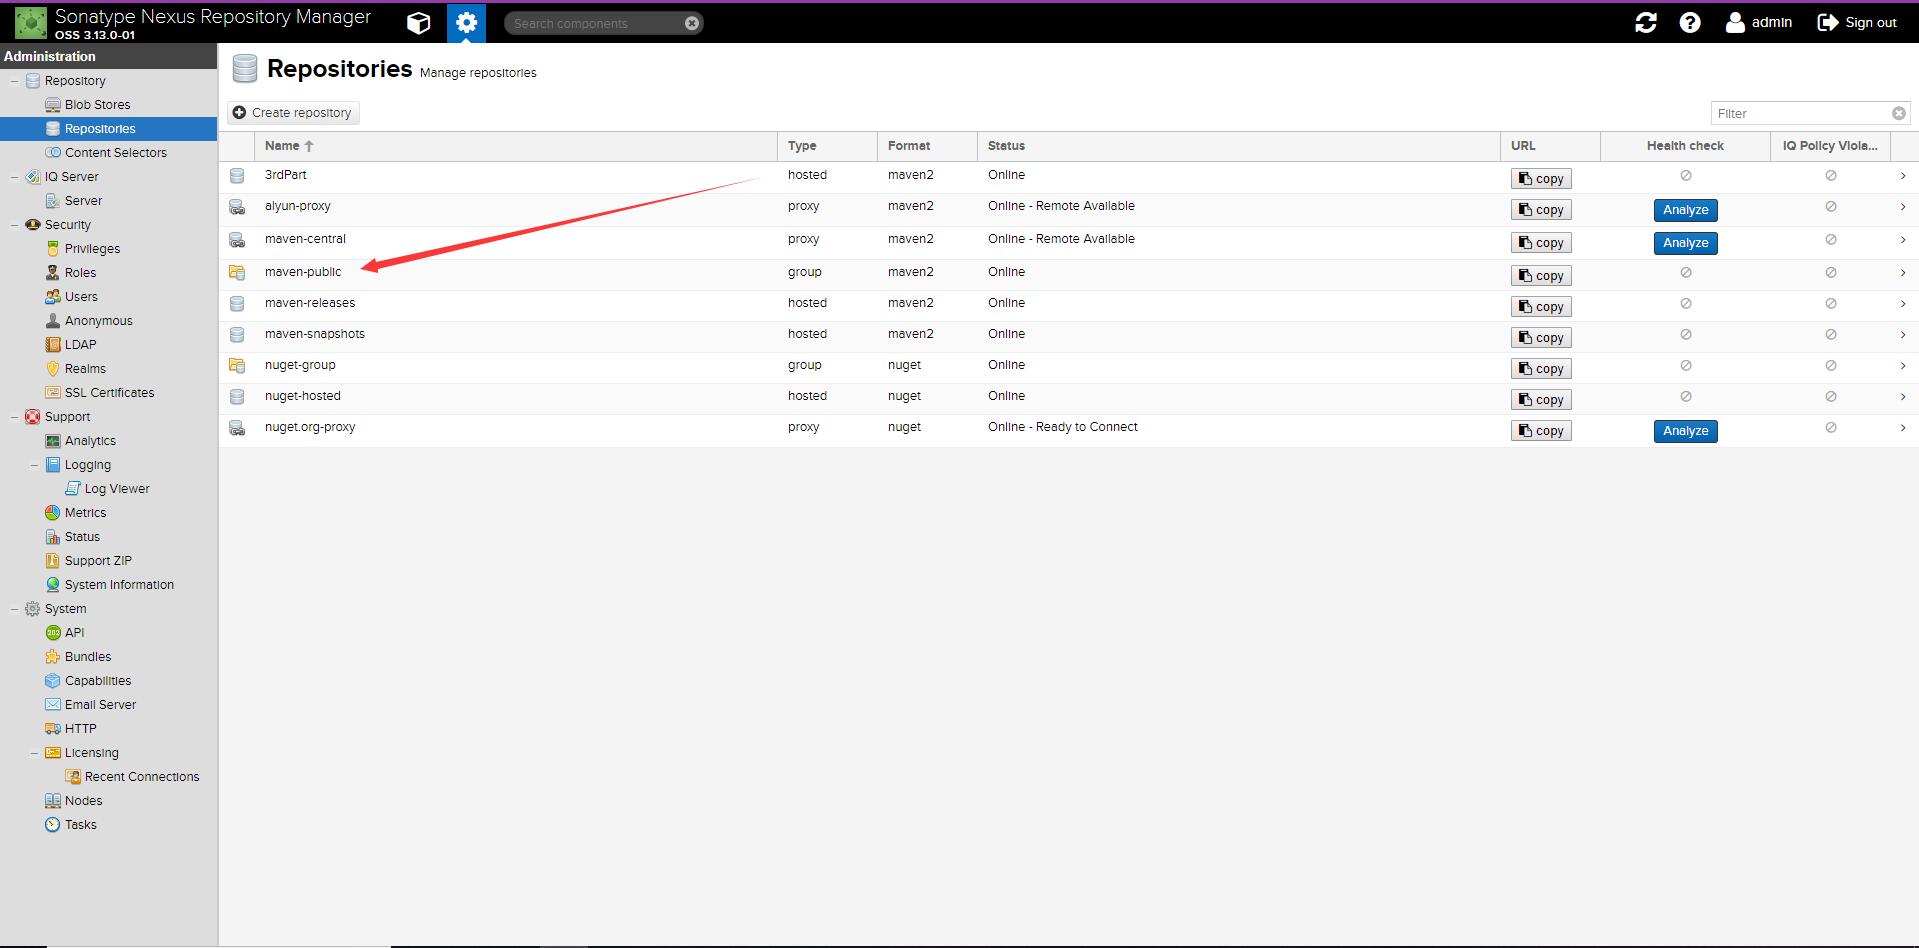 Sonatype Nexus Repository Manager
OSS 3.13.0-01
Search components
admin
Sign out
Administration
Repository
Blob Stores
Repositories
Content Selectors
IQ Server
Server
Security
Privileges
Roles
Users
Anonymous
LDAP
Realms
SSL Certificates
Support
Analytics
Logging
Log Viewer
Metrics
Status
Support ZIP
System Information
System
API
Bundles
Capabilities
Email Server
HTTP
Licensing
Recent Connections
Nodes
Tasks
Repositories Manage repositories
Create repository
Filter
Name Type Format Status URL Health check IQ Policy Viola...
3rdPart hosted maven2 Online copy
alyun-proxy proxy maven2 Online - Remote Available copy Analyze
maven-central proxy maven2 Online - Remote Available copy Analyze
maven-public group maven2 Online copy
maven-releases hosted maven2 Online copy
maven-snapshots hosted maven2 Online copy
nuget-group group nuget Online copy
nuget-hosted hosted nuget Online copy
nuget.org-proxy proxy nuget Online - Ready to Connect copy Analyze